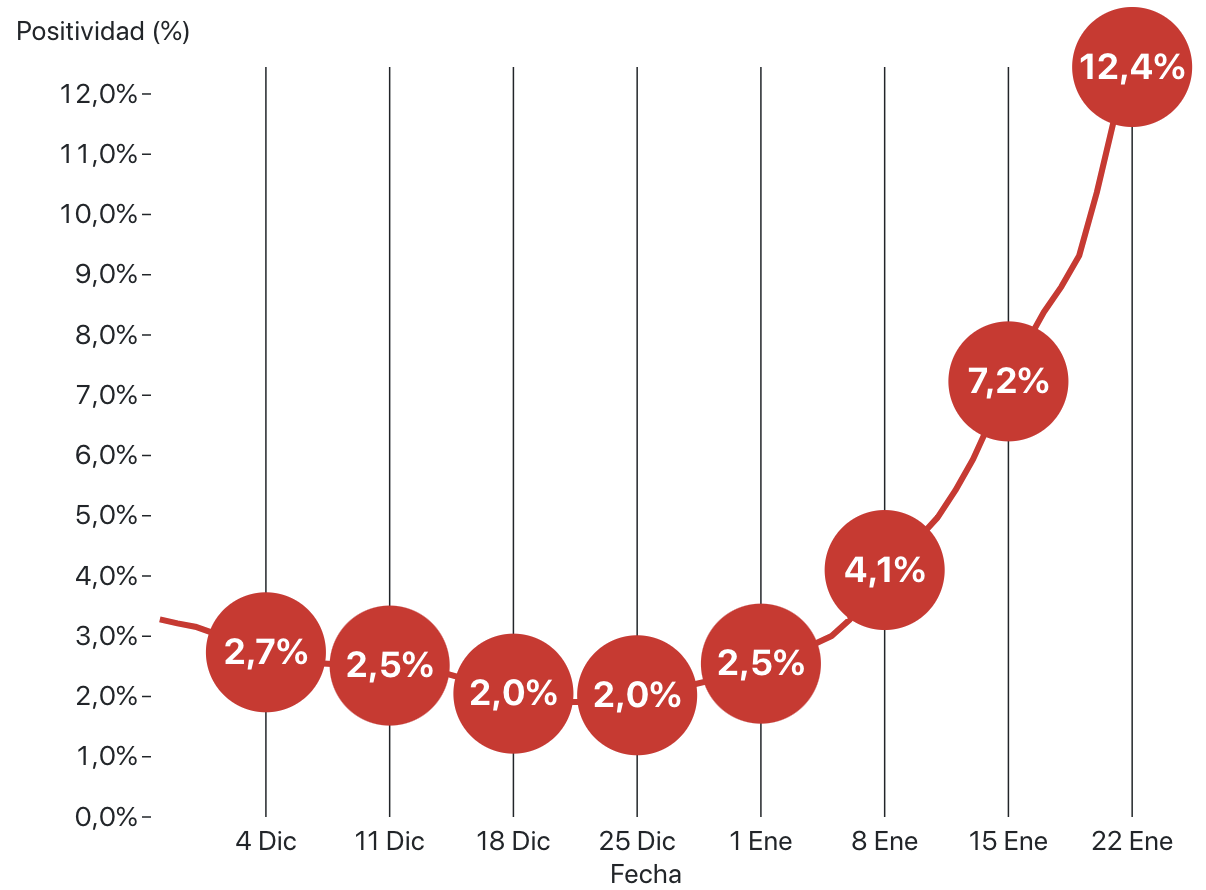 Positividad (%)
12,0%
11,0%
10,0%
9,0%
8,0%
7,0%
6,0%
5,0%
4,0%
3,0%
2,0%
1,0%
0,0%
2,7%
2,5%
2,0%
2,0%
2,5%
4,1%
7,2%
12,4%
4 Dic
11 Dic
18 Dic
25 Dic
1 Ene
8 Ene
15 Ene
22 Ene
Fecha